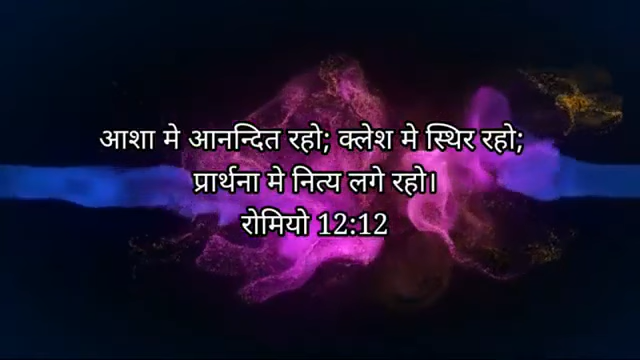 आशा मे आनन्दित रहो; क्लेश मे स्थिर रहो;
प्रार्थना मे नित्य लगे रहो।
रोमियो 12:12